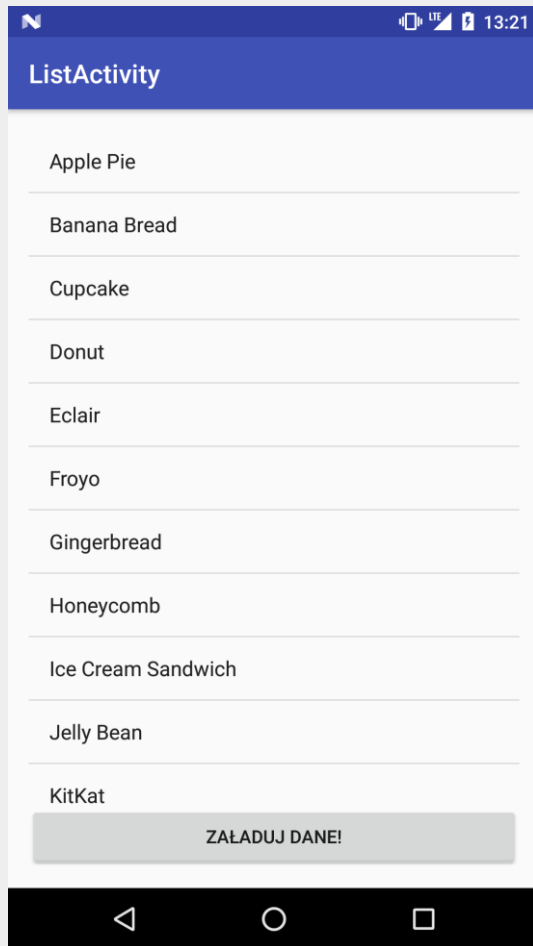 N LTE 13:21
ListActivity
Apple Pie
Banana Bread
Cupcake
Donut
Eclair
Froyo
Gingerbread
Honeycomb
Ice Cream Sandwich
Jelly Bean
KitKat
ZAŁADUJ DANE!